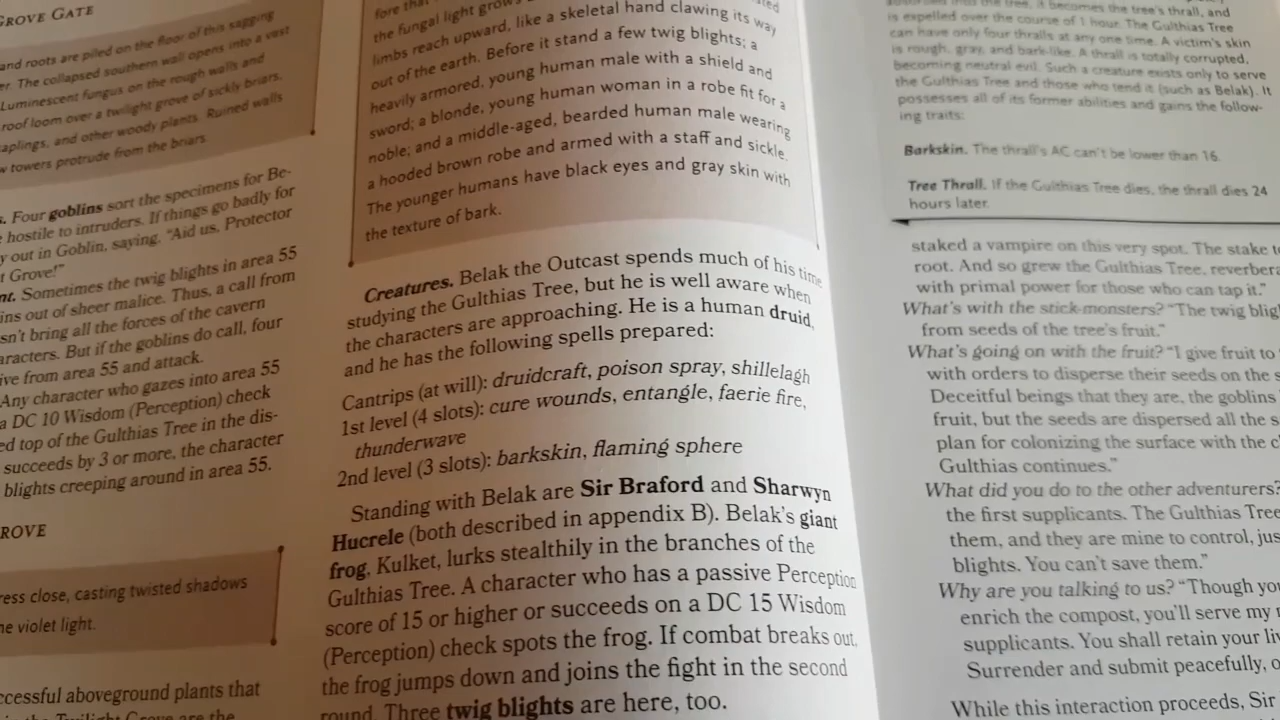 GROVE GATE
and roots are piled on the floor of this sagging
The collapsed southern wall opens into a vast
Luminescent fungus on the rough walls and
roof loom over a twilight grove of sickly briars,
saplings, and other woody plants. Ruined walls
towers protrude from the briars.
Four goblins sort the specimens for Be-
hostile to intruders. If things go badly for
y out in Goblin, saying, “Aid us, Protector
t Grove!”
nt. Sometimes the twig blights in area 55
ins out of sheer malice. Thus, a call from
sn't bring all the forces of the cavern
aracters. But if the goblins do call, four
ive from area 55 and attack.
Any character who gazes into area 55
a DC 10 Wisdom (Perception) check
ed top of the Gulthias Tree in the dis-
succeeds by 3 or more, the character
blights creeping around in area 55.
ROVE
ress close, casting twisted shadows
e violet light.
ccessful aboveground plants that
the Twilight Grove are the
fore that
the fungal light grows
limbs reach upward, like a skeletal hand clawing its way
out of the earth. Before it stand a few twig blights; a
heavily armored, young human male with a shield and
sword; a blonde, young human woman in a robe fit for a
noble; and a middle-aged, bearded human male wearing
a hooded brown robe and armed with a staff and sickle.
The younger humans have black eyes and gray skin with
the texture of bark.
Creatures. Belak the Outcast spends much of his time
studying the Gulthias Tree, but he is well aware when
the characters are approaching. He is a human druid,
and he has the following spells prepared:
Cantrips (at will): druidcraft, poison spray, shillelagh
1st level (4 slots): cure wounds, entangle, faerie fire,
thunderwave
2nd level (3 slots): barkskin, flaming sphere
Standing with Belak are Sir Braford and Sharwyn
Hucrele (both described in appendix B). Belak's giant
frog, Kulket, lurks stealthily in the branches of the
Gulthias Tree. A character who has a passive Perception
score of 15 or higher or succeeds on a DC 15 Wisdom
(Perception) check spots the frog. If combat breaks out,
the frog jumps down and joins the fight in the second
round. Three twig blights are here, too.
absorbed into the tree, it becomes the tree's thrall, and
is expelled over the course of 1 hour. The Gulthias Tree
can have only four thralls at any one time. A victim's skin
is rough, gray, and bark-like. A thrall is totally corrupted,
becoming neutral evil. Such a creature exists only to serve
the Gulthias Tree and those who tend it (such as Belak). It
possesses all of its former abilities and gains the follow-
ing traits:
Barkskin. The thrall's AC can't be lower than 16.
Tree Thrall. If the Gulthias Tree dies, the thrall dies 24
hours later.
staked a vampire on this very spot. The stake t
root. And so grew the Gulthias Tree, reverbera
with primal power for those who can tap it.”
What's with the stick-monsters? “The twig blig
from seeds of the tree's fruit.”
What's going on with the fruit? “I give fruit to
with orders to disperse their seeds on the s
Deceitful beings that they are, the goblins
fruit, but the seeds are dispersed all the s
plan for colonizing the surface with the c
Gulthias continues.”
What did you do to the other adventurers?
the first supplicants. The Gulthias Tree
them, and they are mine to control, jus
blights. You can't save them.”
Why are you talking to us? “Though yo
enrich the compost, you'll serve my
supplicants. You shall retain your li
Surrender and submit peacefully, o
While this interaction proceeds, Sir